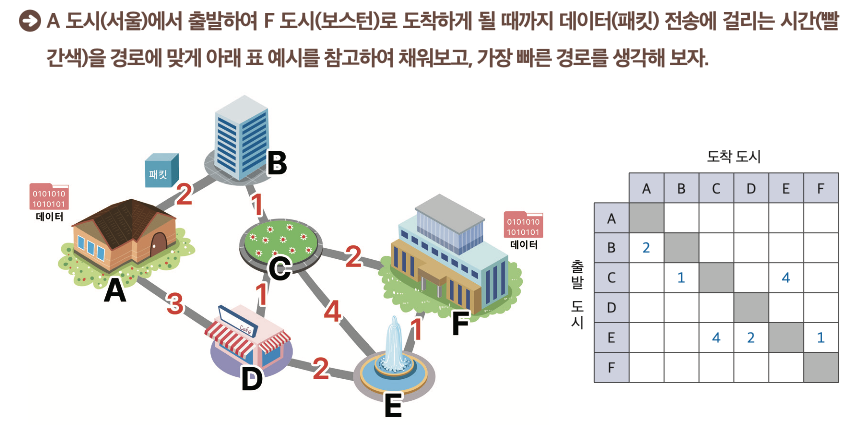 A 도시(서울)에서 출발하여 F 도시(보스턴)로 도착하게 될 때까지 데이터(패킷) 전송에 걸리는 시간(빨
간색)을 경로에 맞게 아래 표 예시를 참고하여 채워보고, 가장 빠른 경로를 생각해 보자.
B
패킷
0101010
1010101
데이터
2
1
A
C
2
0101010
1010101
데이터
F
3
1
4
1
Cafe
D
2
E
도착 도시
A B C D E F
출발 도시
A
B 2
C 1 4
D
E 4 2 1
F